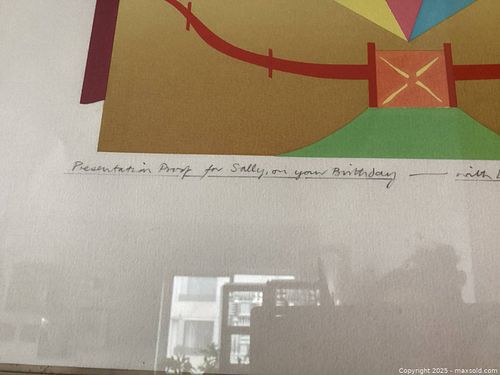 Presentation Proof for Sally, on your Birthday — with
Copyright 2025 - maxsold.com